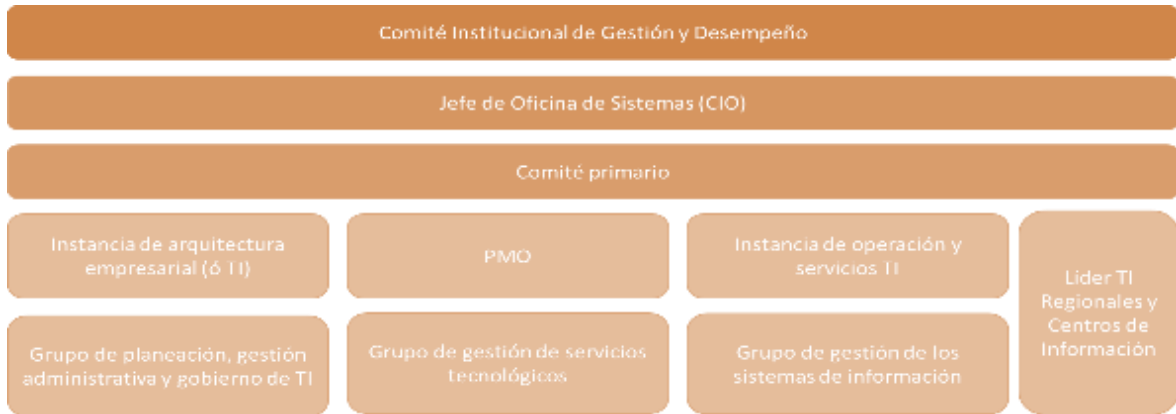 Comité Institucional de Gestión y Desempeño
Jefe de Oficina de Sistemas (CIO)
Comité primario
Instancia de arquitectura
empresarial (ó TI)
PMO
Instancia de operación y
servicios TI
Líder TI
Regionales y
Centros de
Información
Grupo de planeación, gestión
administrativa y gobierno de TI
Grupo de gestión de servicios
tecnológicos
Grupo de gestión de los
sistemas de información